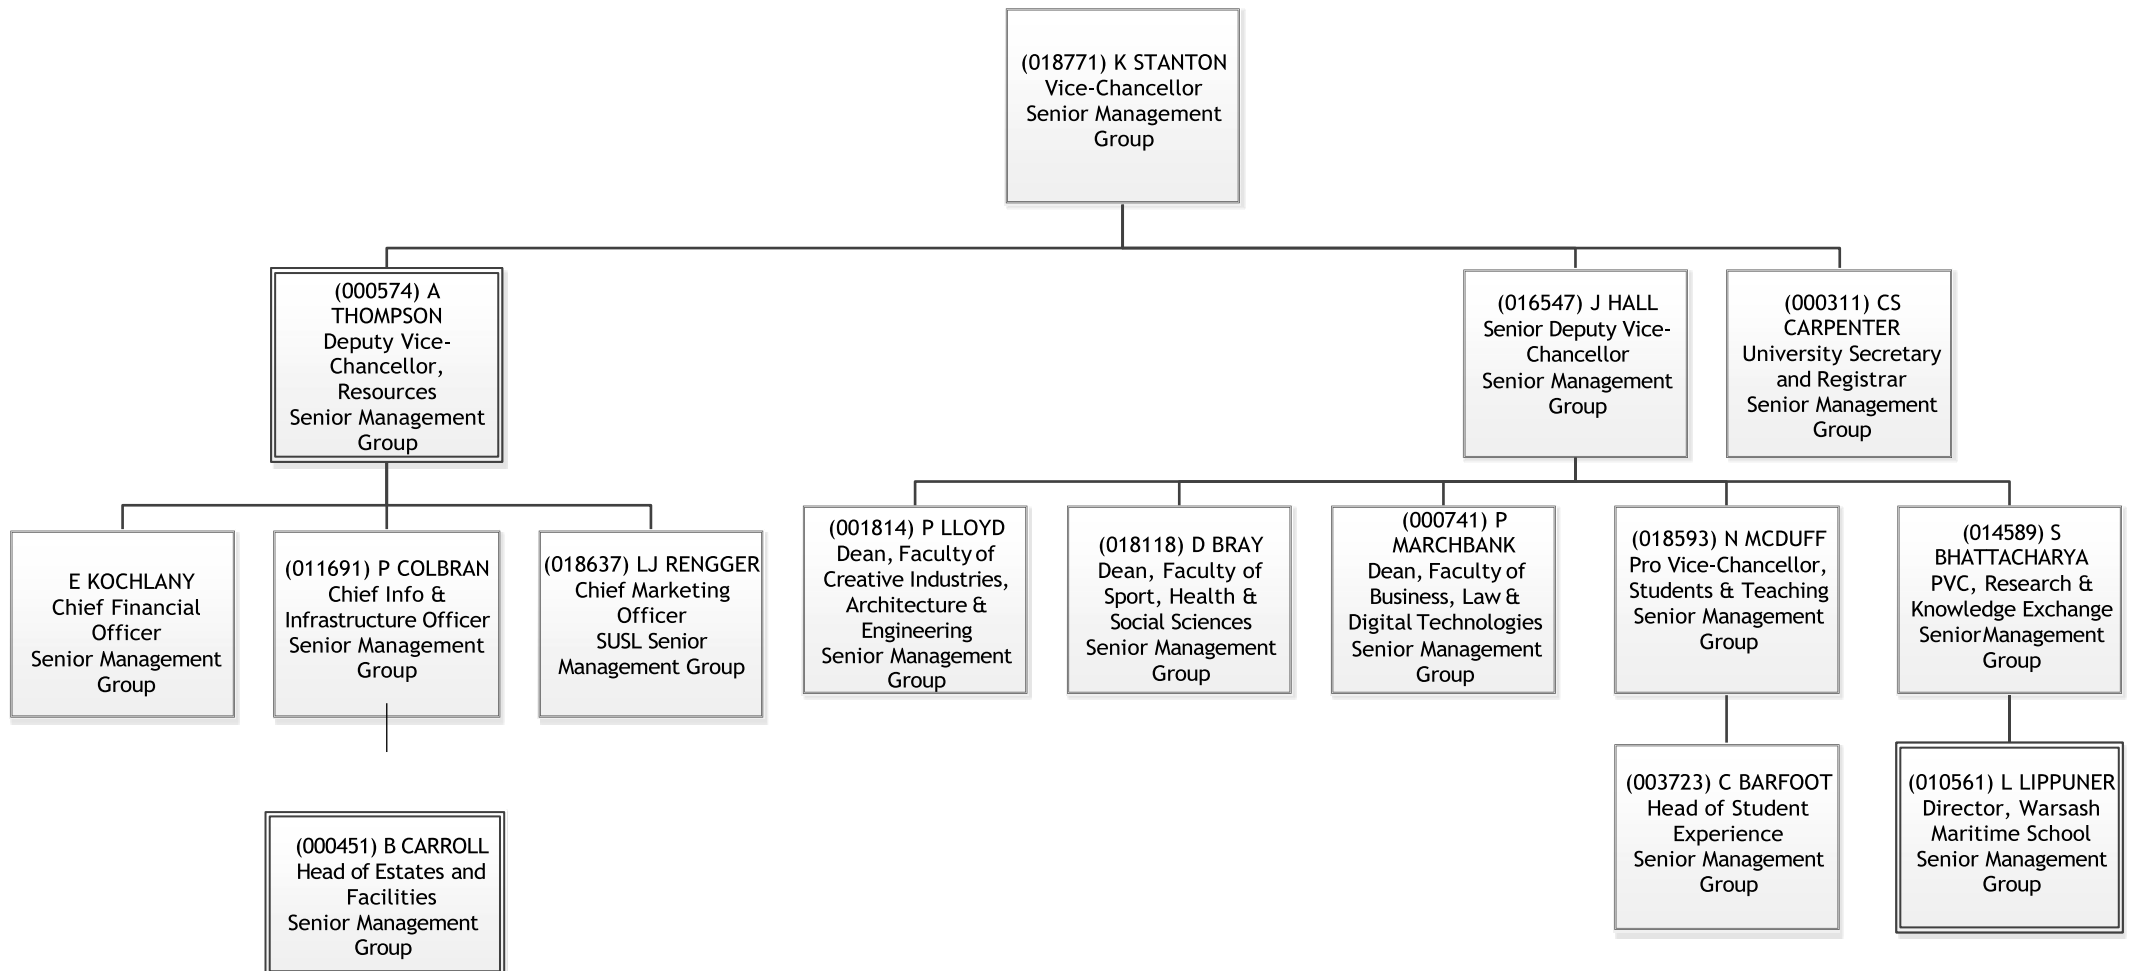 (018771) K STANTON
Vice-Chancellor
Senior Management
Group
(000574) A
THOMPSON
Deputy Vice-
Chancellor,
Resources
Senior Management
Group
(016547) J HALL
Senior Deputy Vice-
Chancellor
Senior Management
Group
(000311) CS
CARPENTER
University Secretary
and Registrar
Senior Management
Group
E KOCHLANY
Chief Financial
Officer
Senior Management
Group
(011691) P COLBRAN
Chief Info &
Infrastructure Officer
Senior Management
Group
(018637) LJ RENGGER
Chief Marketing
Officer
SUSL Senior
Management Group
(001814) P LLOYD
Dean, Faculty of
Creative Industries,
Architecture &
Engineering
Senior Management
Group
(018118) D BRAY
Dean, Faculty of
Sport, Health &
Social Sciences
Senior Management
Group
(000741) P
MARCHBANK
Dean, Faculty of
Business, Law &
Digital Technologies
Senior Management
Group
(018593) N MCDUFF
Pro Vice-Chancellor,
Students & Teaching
Senior Management
Group
(014589) S
BHATTACHARYA
PVC, Research &
Knowledge Exchange
SeniorManagement
Group
(000451) B CARROLL
Head of Estates and
Facilities
Senior Management
Group
(003723) C BARFOOT
Head of Student
Experience
Senior Management
Group
(010561) L LIPPUNER
Director, Warsash
Maritime School
Senior Management
Group